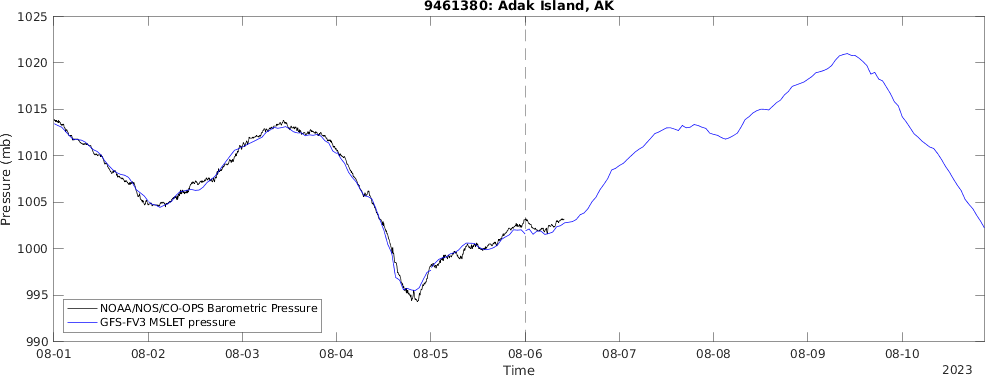 9461380: Adak Island, AK
Pressure (mb)
1025
1020
1015
1010
1005
1000
995
990
NOAA/NOS/CO-OPS Barometric Pressure
GFS-FV3 MSLET pressure
08-01 08-02 08-03 08-04 08-05 08-06 08-07 08-08 08-09 08-10
Time
2023